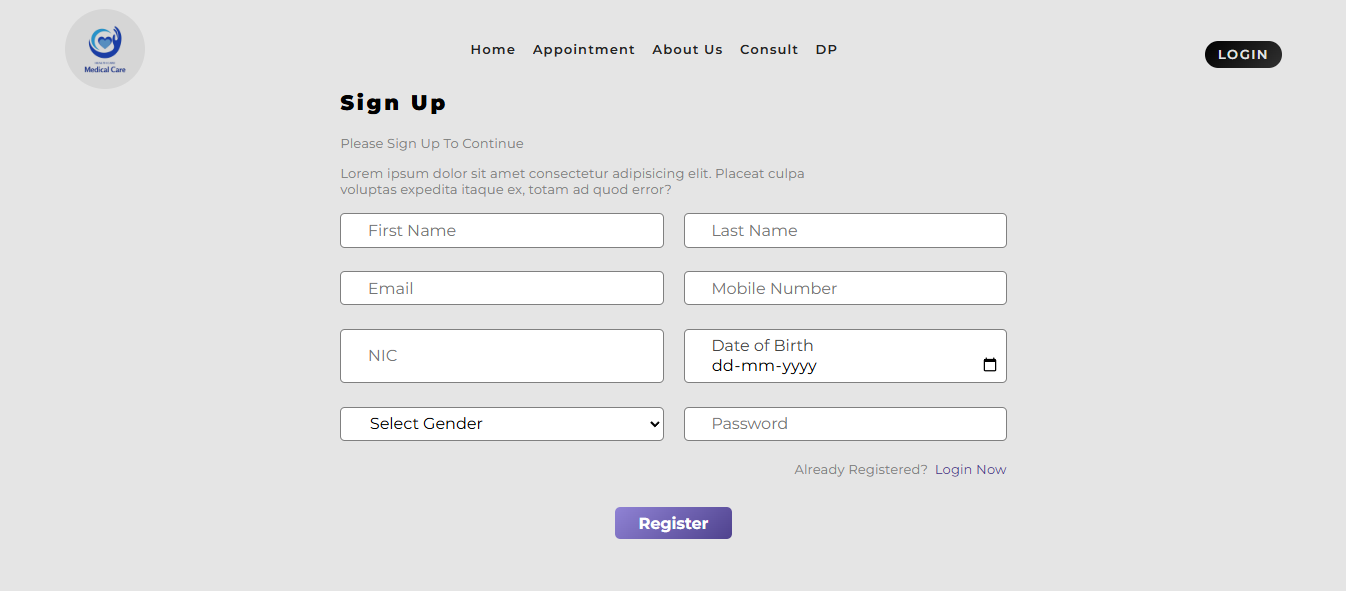 Medical Care
Home Appointment About Us Consult DP
LOGIN
Sign Up
Please Sign Up To Continue
Lorem ipsum dolor sit amet consectetur adipisicing elit. Placeat culpa
voluptas expedita itaque ex, totam ad quod error?
First Name Last Name
Email Mobile Number
NIC Date of Birth
dd-mm-yyyy
Select Gender Password
Already Registered? Login Now
Register